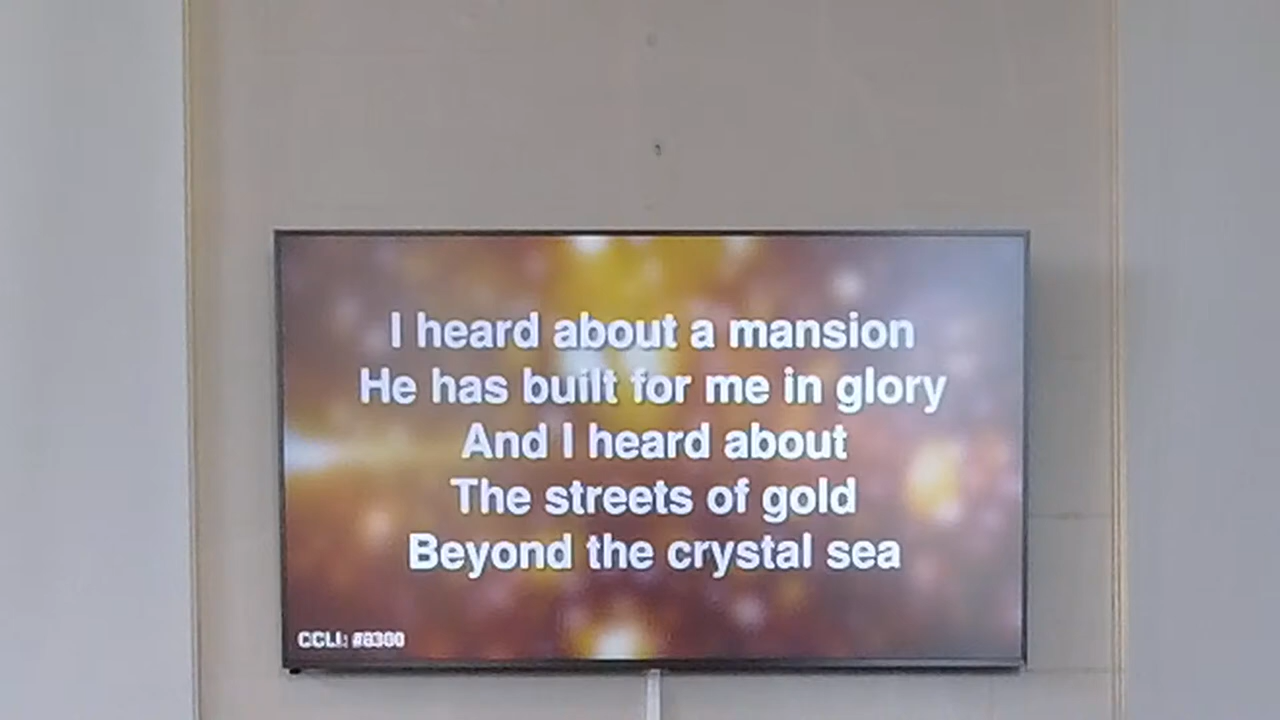 I heard about a mansion
He has built for me in glory
And I heard about
The streets of gold
Beyond the crystal sea
CCLI: